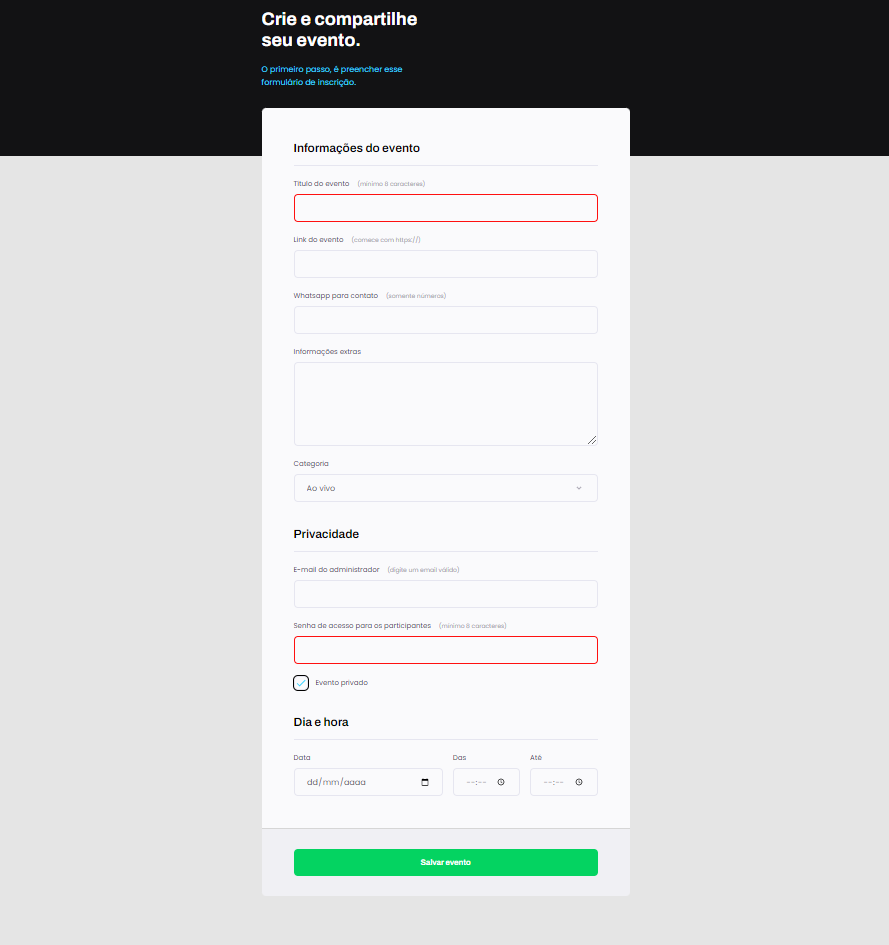 Crie e compartilhe
seu evento.
O primeiro passo, é preencher esse
formulário de inscrição.
Informações do evento
Título do evento (mínimo 6 caracteres)
Link do evento (comece com https://)
Whatsapp para contato (somente números)
Informações extras
Categoria
Ao vivo
Privacidade
E-mail do administrador (digite um email válido)
Senha de acesso para os participantes (mínimo 8 caracteres)
Evento privado
Dia e hora
Data Das Até
dd/mm/aaaa --:-- --:--
Salvar evento